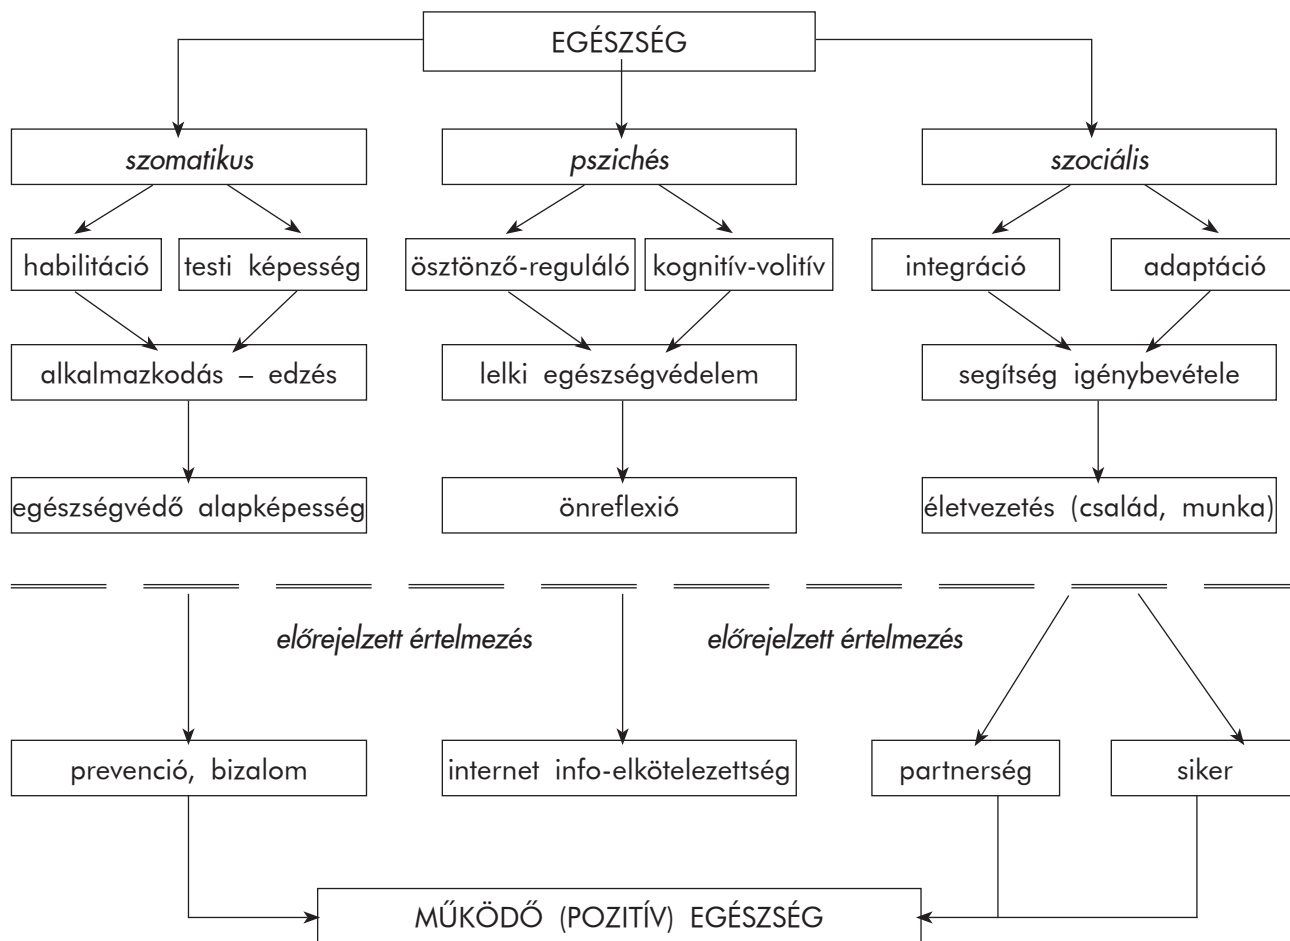 EGÉSZSÉG
szomatikus
pszichés
szociális
habilitáció
testi képesség
ösztönző-reguláló
kognitív-volitív
integráció
adaptáció
alkalmazkodás – edzés
lelki egészségvédelem
segítség igénybevétele
egészségvédő alapképesség
önreflexió
életvezetés (család, munka)
előrejelzett értelmezés
előrejelzett értelmezés
prevenció, bizalom
internet info-elkötelezettség
partnerség
siker
MŰKÖDŐ (POZITÍV) EGÉSZSÉG